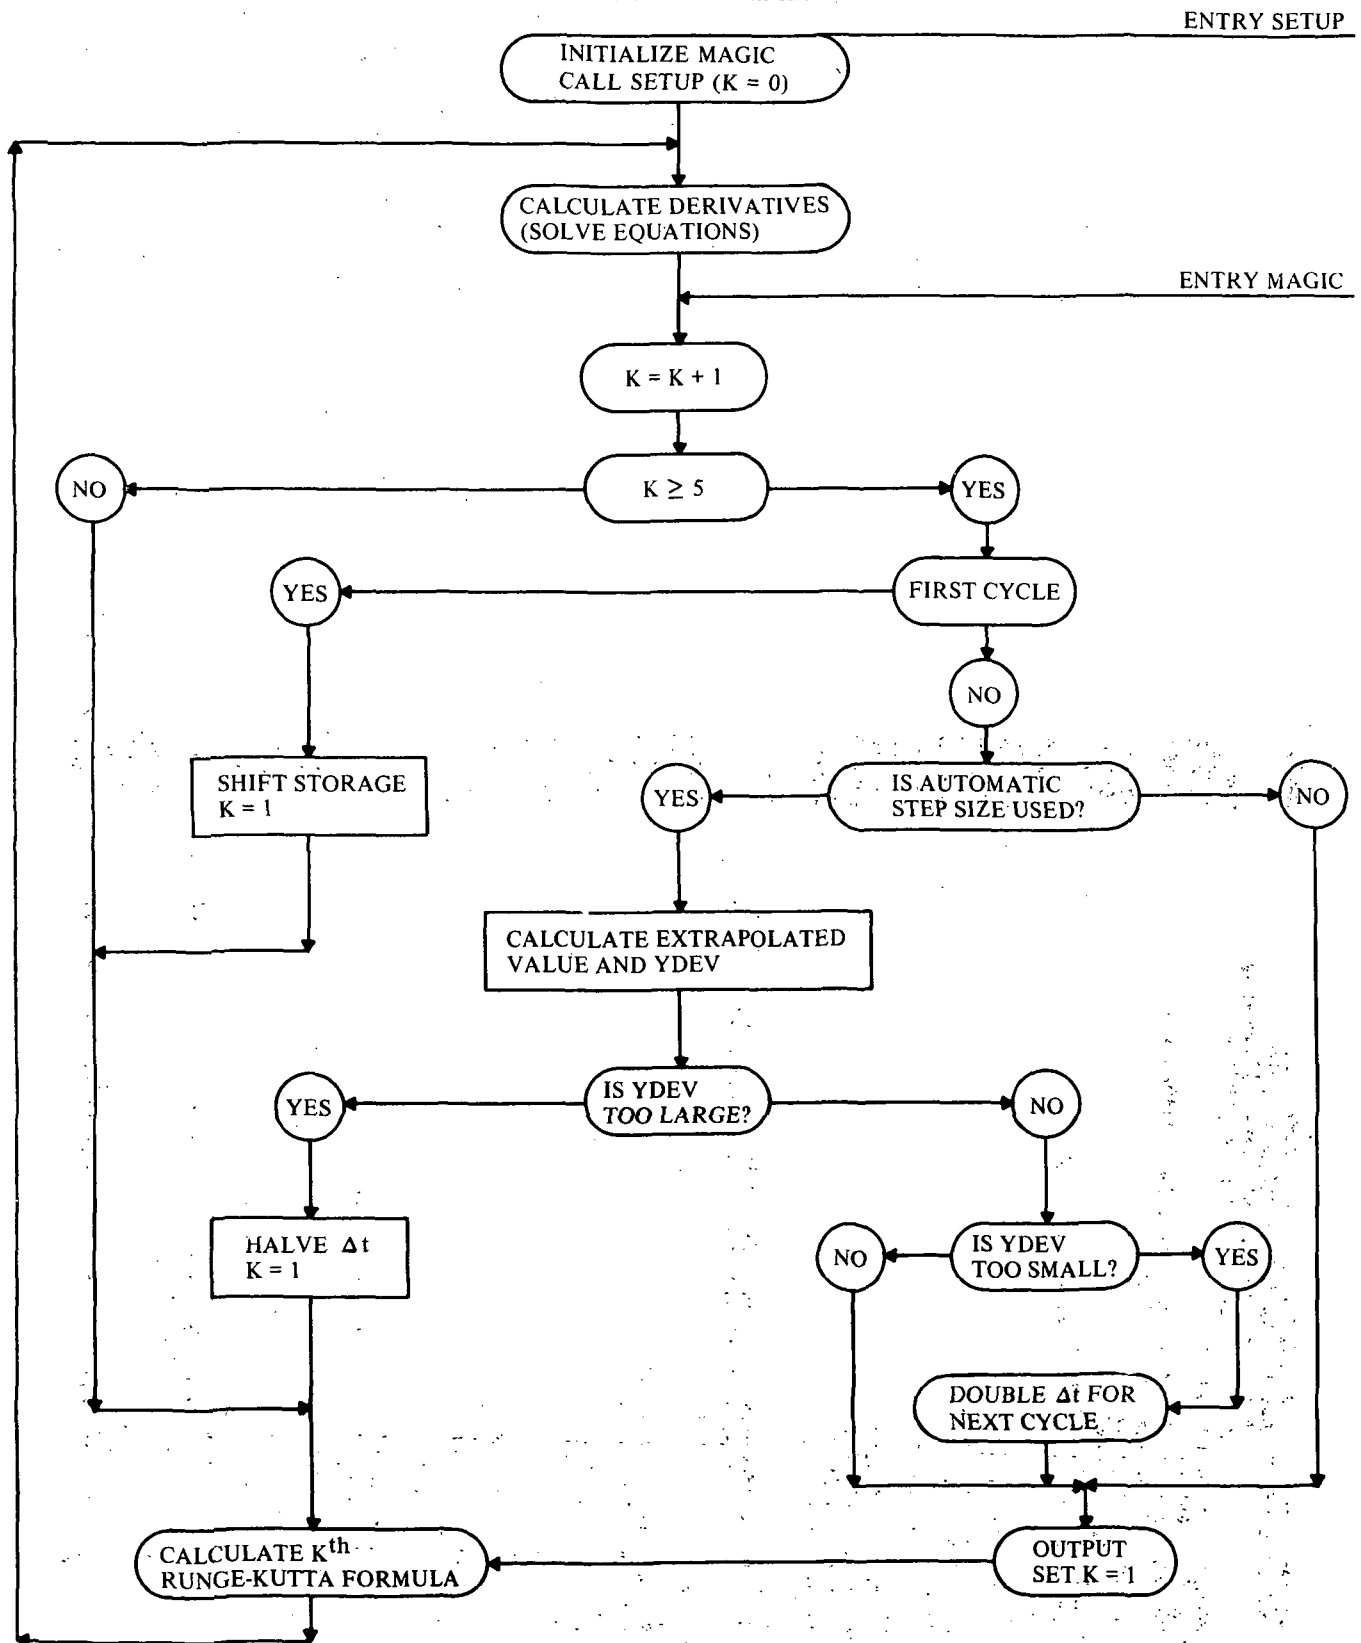 ENTRY SETUP
INITIALIZE MAGIC
CALL SETUP (K = 0)
CALCULATE DERIVATIVES
(SOLVE EQUATIONS)
ENTRY MAGIC
K = K + 1
NO
K ≥ 5
YES
YES
FIRST CYCLE
NO
SHIFT STORAGE
K = 1
YES
IS AUTOMATIC
STEP SIZE USED?
NO
CALCULATE EXTRAPOLATED
VALUE AND YDEV
YES
IS YDEV
TOO LARGE?
NO
HALVE Δt
K = 1
NO
IS YDEV
TOO SMALL?
YES
DOUBLE Δt FOR
NEXT CYCLE
CALCULATE Kth
RUNGE-KUTTA FORMULA
OUTPUT
SET K = 1